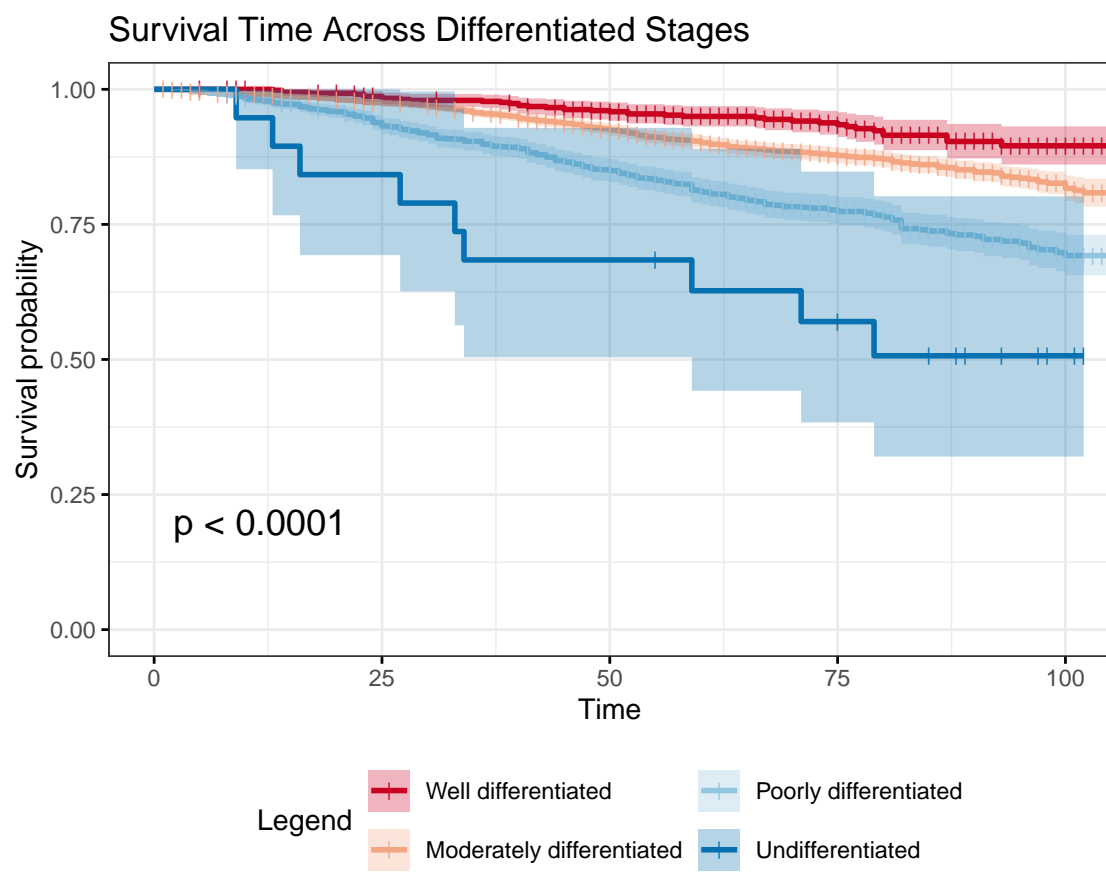 Survival Time Across Differentiated Stages
Survival probability
1.00
0.75
0.50
0.25
0.00
p < 0.0001
0 25 50 75 100
Time
Legend
Well differentiated
Poorly differentiated
Moderately differentiated
Undifferentiated